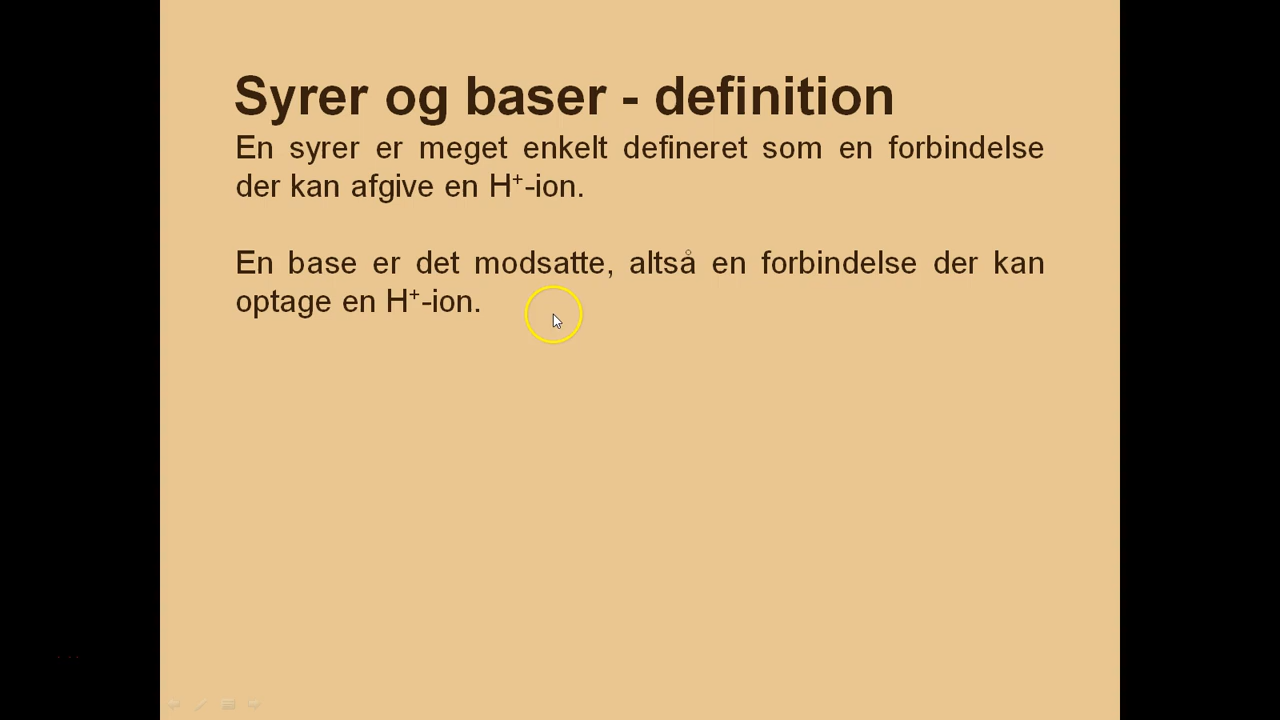 Syrer og baser - definition
En syrer er meget enkelt defineret som en forbindelse
der kan afgive en H⁺-ion.
En base er det modsatte, altså en forbindelse der kan
optage en H⁺-ion.